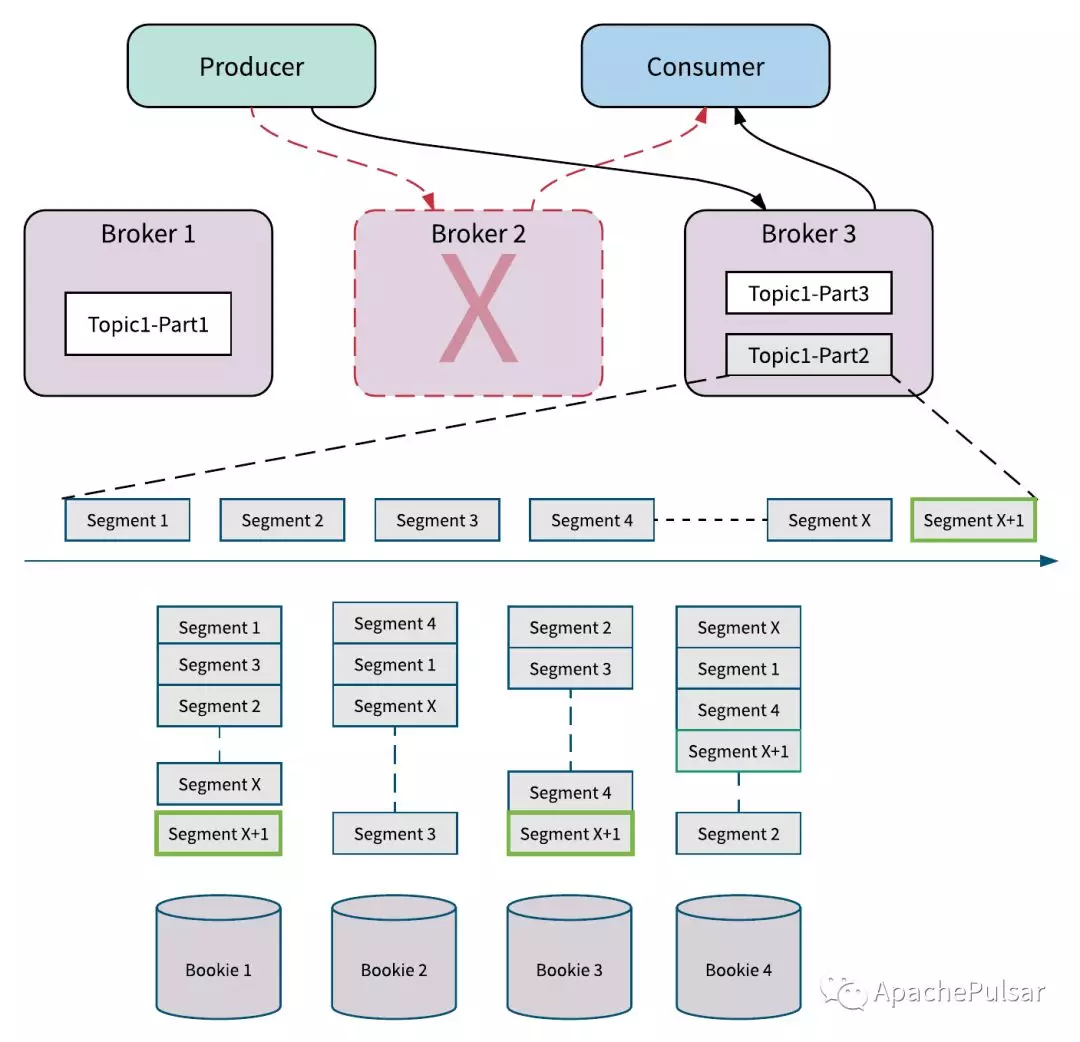 Producer
Consumer
Broker 1
Broker 2
Broker 3
X
Topic1-Part1
Topic1-Part3
Topic1-Part2
Segment 1
Segment 2
Segment 3
Segment 4
Segment X
Segment X+1
Segment 1
Segment 3
Segment 2
Segment X
Segment X+1
Segment 4
Segment 1
Segment X
Segment 3
Segment 2
Segment 3
Segment 4
Segment X+1
Segment X
Segment 1
Segment 4
Segment X+1
Segment 2
Bookie 1
Bookie 2
Bookie 3
Bookie 4
ApachePulsar